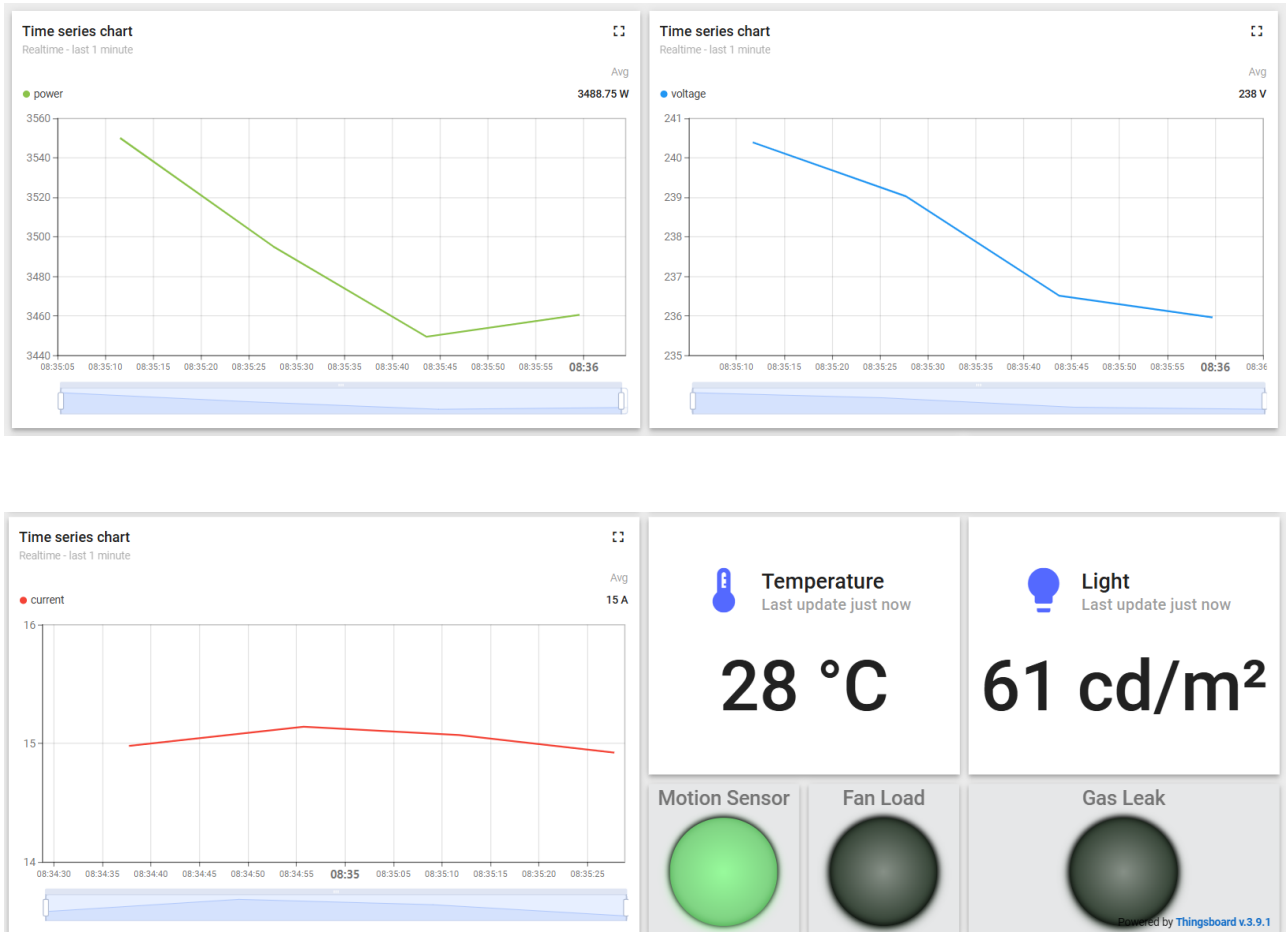 Time series chart
Realtime - last 1 minute
Avg
power 3488.75 W
3560
3540
3520
3500
3480
3460
3440
08:35:05 08:35:10 08:35:15 08:35:20 08:35:25 08:35:30 08:35:35 08:35:40 08:35:45 08:35:50 08:35:55 08:36
Time series chart
Realtime - last 1 minute
Avg
voltage 238 V
241
240
239
238
237
236
235
08:35:10 08:35:15 08:35:20 08:35:25 08:35:30 08:35:35 08:35:40 08:35:45 08:35:50 08:35:55 08:36 08:36
Time series chart
Realtime - last 1 minute
Avg
current 15 A
16
15
14
08:34:30 08:34:35 08:34:40 08:34:45 08:34:50 08:34:55 08:35 08:35:05 08:35:10 08:35:15 08:35:20 08:35:25
Temperature
Last update just now
28 °C
Light
Last update just now
61 cd/m²
Motion Sensor
Fan Load
Gas Leak
Powered by Thingsboard v.3.9.1